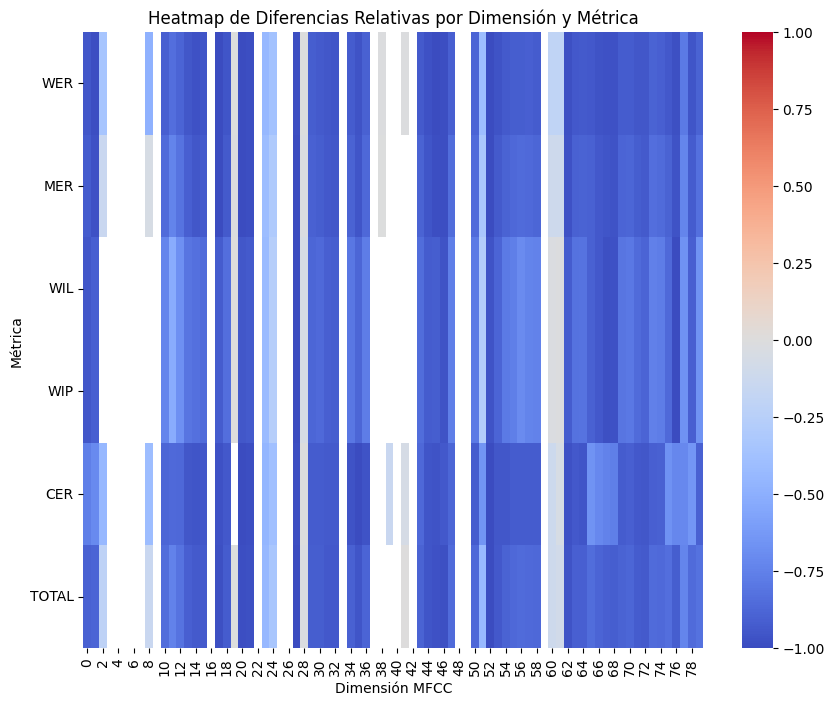 Heatmap de Diferencias Relativas por Dimensión y Métrica
Métrica
WER
MER
WIL
WIP
CER
TOTAL
0 2 4 6 8 10 12 14 16 18 20 22 24 26 28 30 32 34 36 38 40 42 44 46 48 50 52 54 56 58 60 62 64 66 68 70 72 74 76 78
Dimensión MFCC
1.00
0.75
0.50
0.25
0.00
−0.25
−0.50
−0.75
−1.00